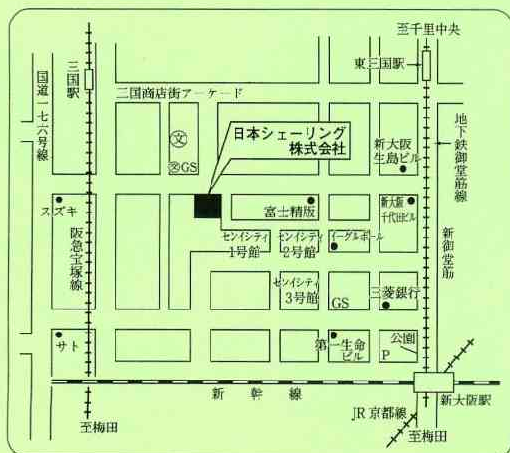 至千里中央
東三国駅
三国駅
国道一七六号線
三国商店街アーケード
㊛
図GS
日本シェーリング
株式会社
新大阪
生島ビル
地下鉄御堂筋線
スズキ
富士精版
新大阪
千代田ビル
阪急宝塚線
センイシティ
1号館
センイシティ
2号館
イーグルボール
新御堂筋
センイシティ
3号館
GS
三菱銀行
サト
第一生命
ビル
公園
P
新幹線
新大阪駅
JR京都線
至梅田
至梅田